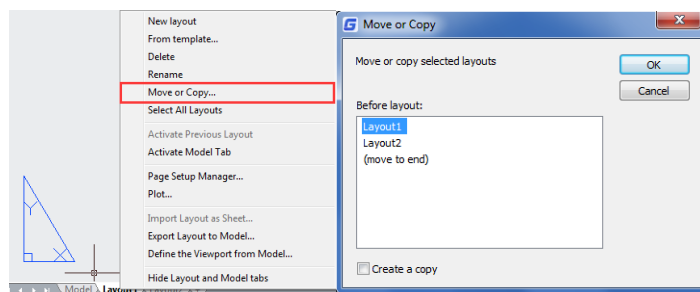 New layout
From template...
Delete
Rename
Move or Copy...
Select All Layouts
Activate Previous Layout
Activate Model Tab
Page Setup Manager...
Plot...
Import Layout as Sheet...
Export Layout to Model...
Define the Viewport from Model...
Hide Layout and Model tabs
Y
X
Model
Move or Copy
Move or copy selected layouts
OK
Cancel
Before layout:
Layout1
Layout2
(move to end)
Create a copy